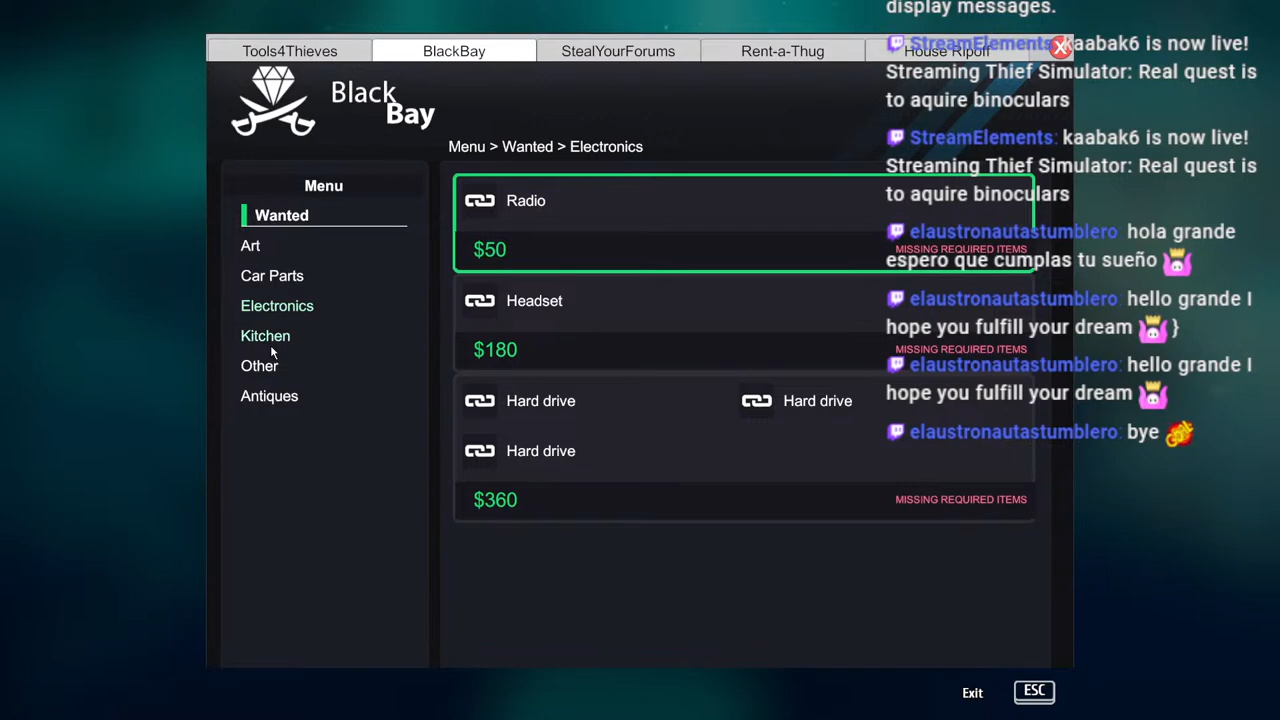 display messages.
Tools4Thieves
BlackBay
StealYourForums
Rent-a-Thug
House Ripoff
X
StreamElements: kaabak6 is now live!
Streaming Thief Simulator: Real quest is
to aquire binoculars
Black
Bay
StreamElements: kaabak6 is now live!
Streaming Thief Simulator: Real quest is
to aquire binoculars
Menu > Wanted > Electronics
Menu
Wanted
Art
Car Parts
Electronics
Kitchen
Other
Antiques
Radio
$50
MISSING REQUIRED ITEMS
Headset
$180
MISSING REQUIRED ITEMS
Hard drive
Hard drive
Hard drive
$360
MISSING REQUIRED ITEMS
elaustronautastumblero: hola grande
espero que cumplas tu sueño
elaustronautastumblero: hello grande I
hope you fulfill your dream }
elaustronautastumblero: hello grande I
hope you fulfill your dream
elaustronautastumblero: bye
Exit
ESC